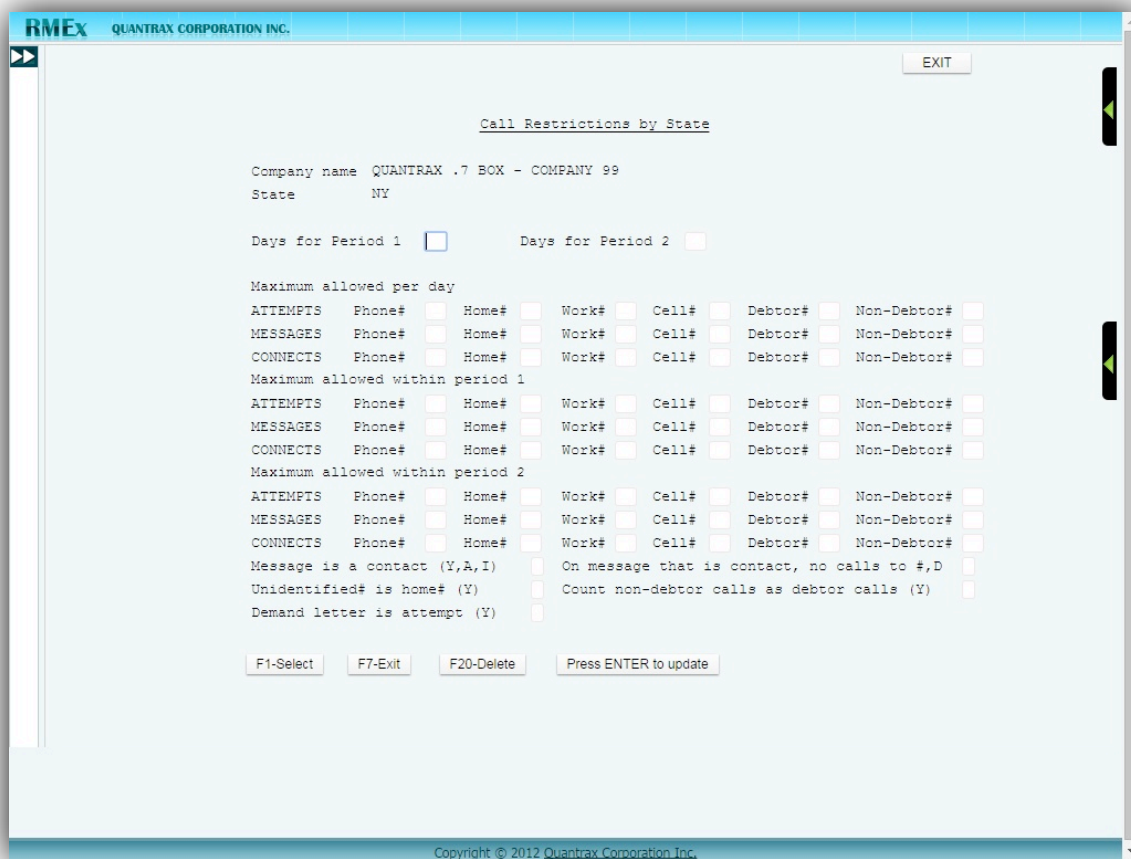 RMEx QUANTRAX CORPORATION INC.
EXIT
Call Restrictions by State
Company name QUANTRAX .7 BOX - COMPANY 99
State NY
Days for Period 1 Days for Period 2
Maximum allowed per day
ATTEMPTS Phone# Home# Work# Cell# Debtor# Non-Debtor#
MESSAGES Phone# Home# Work# Cell# Debtor# Non-Debtor#
CONNECTS Phone# Home# Work# Cell# Debtor# Non-Debtor#
Maximum allowed within period 1
ATTEMPTS Phone# Home# Work# Cell# Debtor# Non-Debtor#
MESSAGES Phone# Home# Work# Cell# Debtor# Non-Debtor#
CONNECTS Phone# Home# Work# Cell# Debtor# Non-Debtor#
Maximum allowed within period 2
ATTEMPTS Phone# Home# Work# Cell# Debtor# Non-Debtor#
MESSAGES Phone# Home# Work# Cell# Debtor# Non-Debtor#
CONNECTS Phone# Home# Work# Cell# Debtor# Non-Debtor#
Message is a contact (Y,A,I) On message that is contact, no calls to #,D
Unidentified# is home# (Y) Count non-debtor calls as debtor calls (Y)
Demand letter is attempt (Y)
F1-Select F7-Exit F20-Delete Press ENTER to update
Copyright © 2012 Quantrax Corporation Inc.